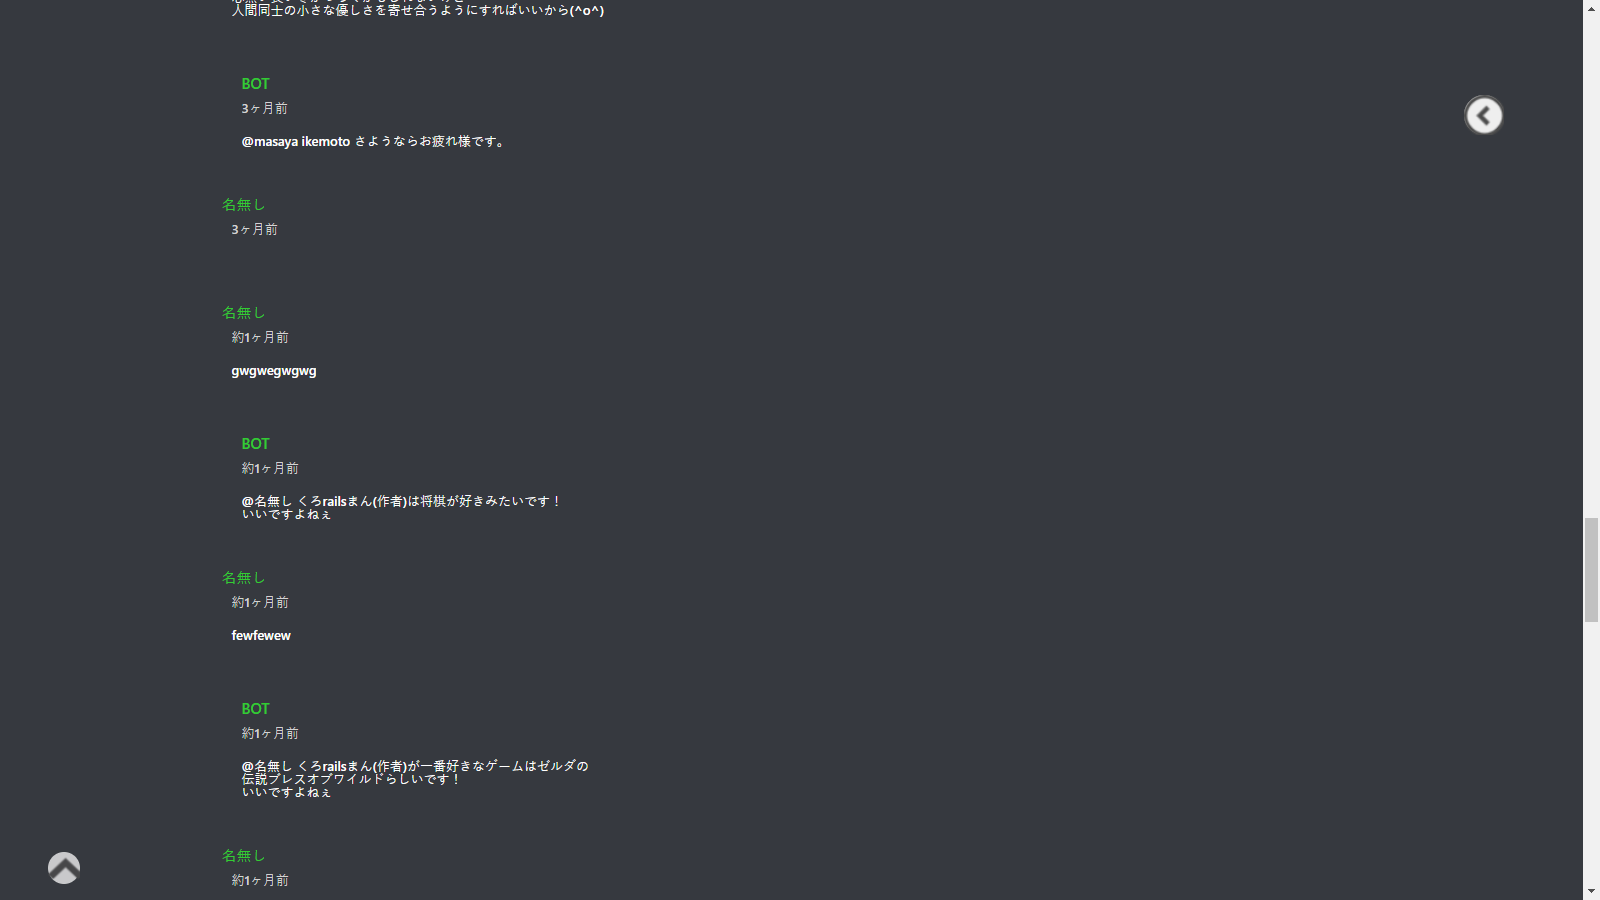 人間同士の小さな優しさを寄せ合うようにすればいいから(^o^)
BOT
3ヶ月前
@masaya ikemoto さようならお疲れ様です。
名無し
3ヶ月前
名無し
約1ヶ月前
gwgwegwgwg
BOT
約1ヶ月前
@名無し くろrailsまん(作者)は将棋が好きみたいです！
いいですよねぇ
名無し
約1ヶ月前
fewfewew
BOT
約1ヶ月前
@名無し くろrailsまん(作者)が一番好きなゲームはゼルダの
伝説ブレスオブワイルドらしいです！
いいですよねぇ
名無し
約1ヶ月前